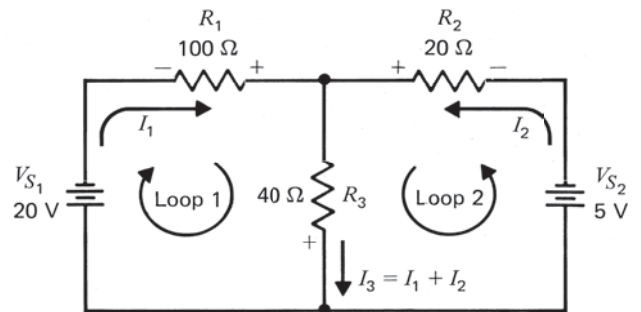 R1
100 Ω
R2
20 Ω
− +
+ −
I1
I2
VS1
20 V
Loop 1
40 Ω
R3
Loop 2
VS2
5 V
+
I3 = I1 + I2